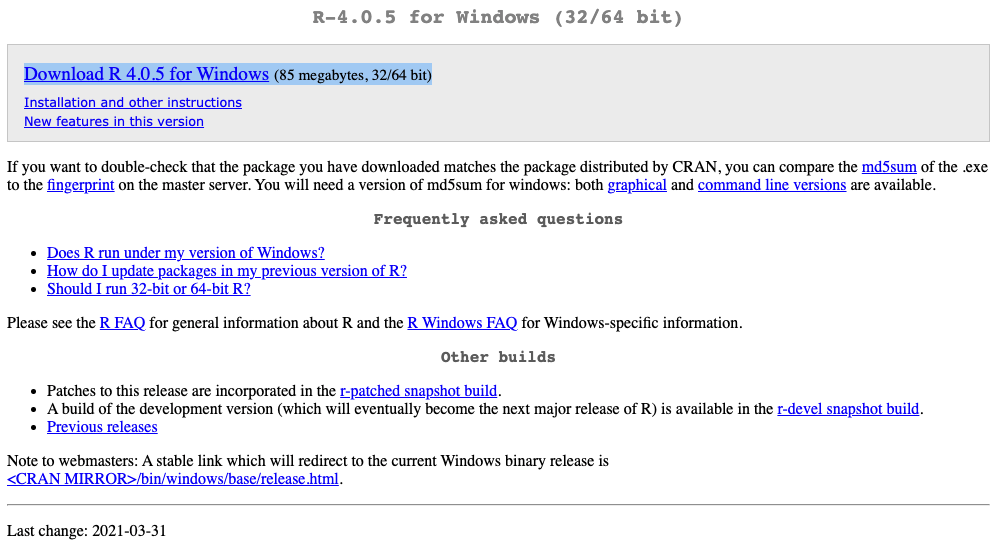 R-4.0.5 for Windows (32/64 bit)
Download R 4.0.5 for Windows (85 megabytes, 32/64 bit)
Installation and other instructions
New features in this version
If you want to double-check that the package you have downloaded matches the package distributed by CRAN, you can compare the md5sum of the .exe
to the fingerprint on the master server. You will need a version of md5sum for windows: both graphical and command line versions are available.
Frequently asked questions
• Does R run under my version of Windows?
• How do I update packages in my previous version of R?
• Should I run 32-bit or 64-bit R?
Please see the R FAQ for general information about R and the R Windows FAQ for Windows-specific information.
Other builds
• Patches to this release are incorporated in the r-patched snapshot build.
• A build of the development version (which will eventually become the next major release of R) is available in the r-devel snapshot build.
• Previous releases
Note to webmasters: A stable link which will redirect to the current Windows binary release is
<CRAN MIRROR>/bin/windows/base/release.html.
Last change: 2021-03-31